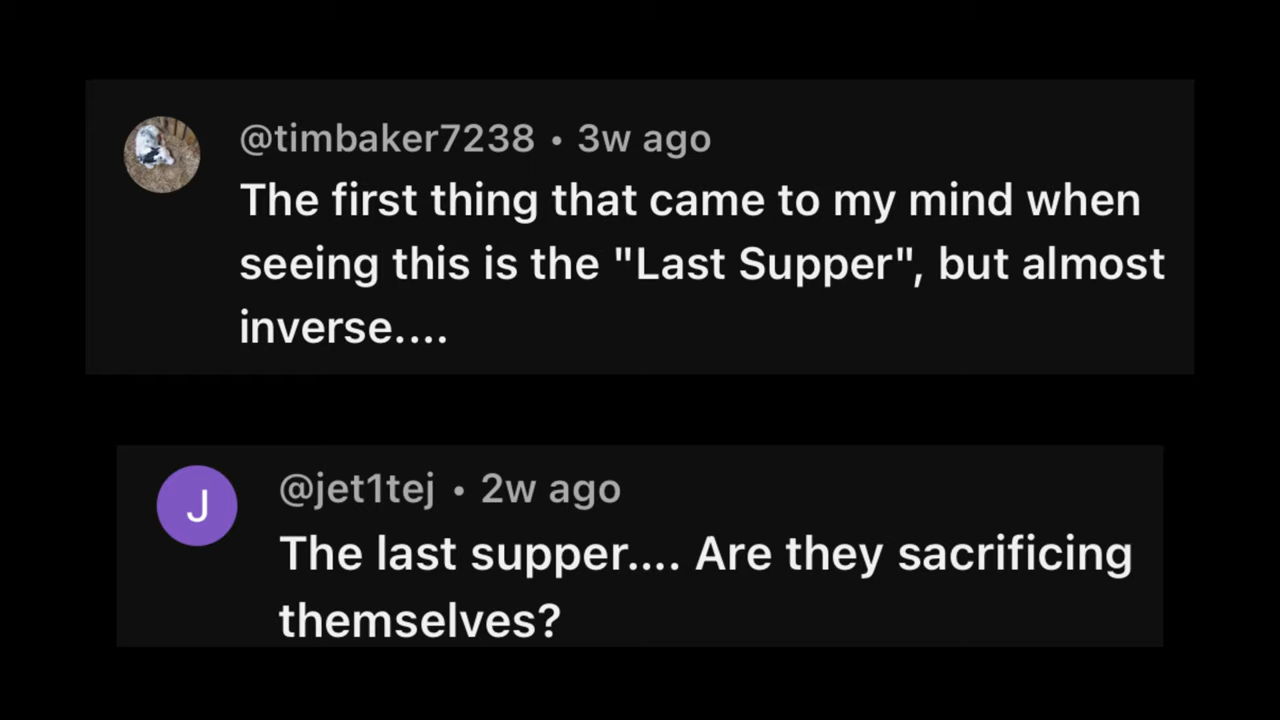 @timbaker7238 • 3w ago
The first thing that came to my mind when
seeing this is the "Last Supper", but almost
inverse....
J
@jet1tej • 2w ago
The last supper.... Are they sacrificing
themselves?